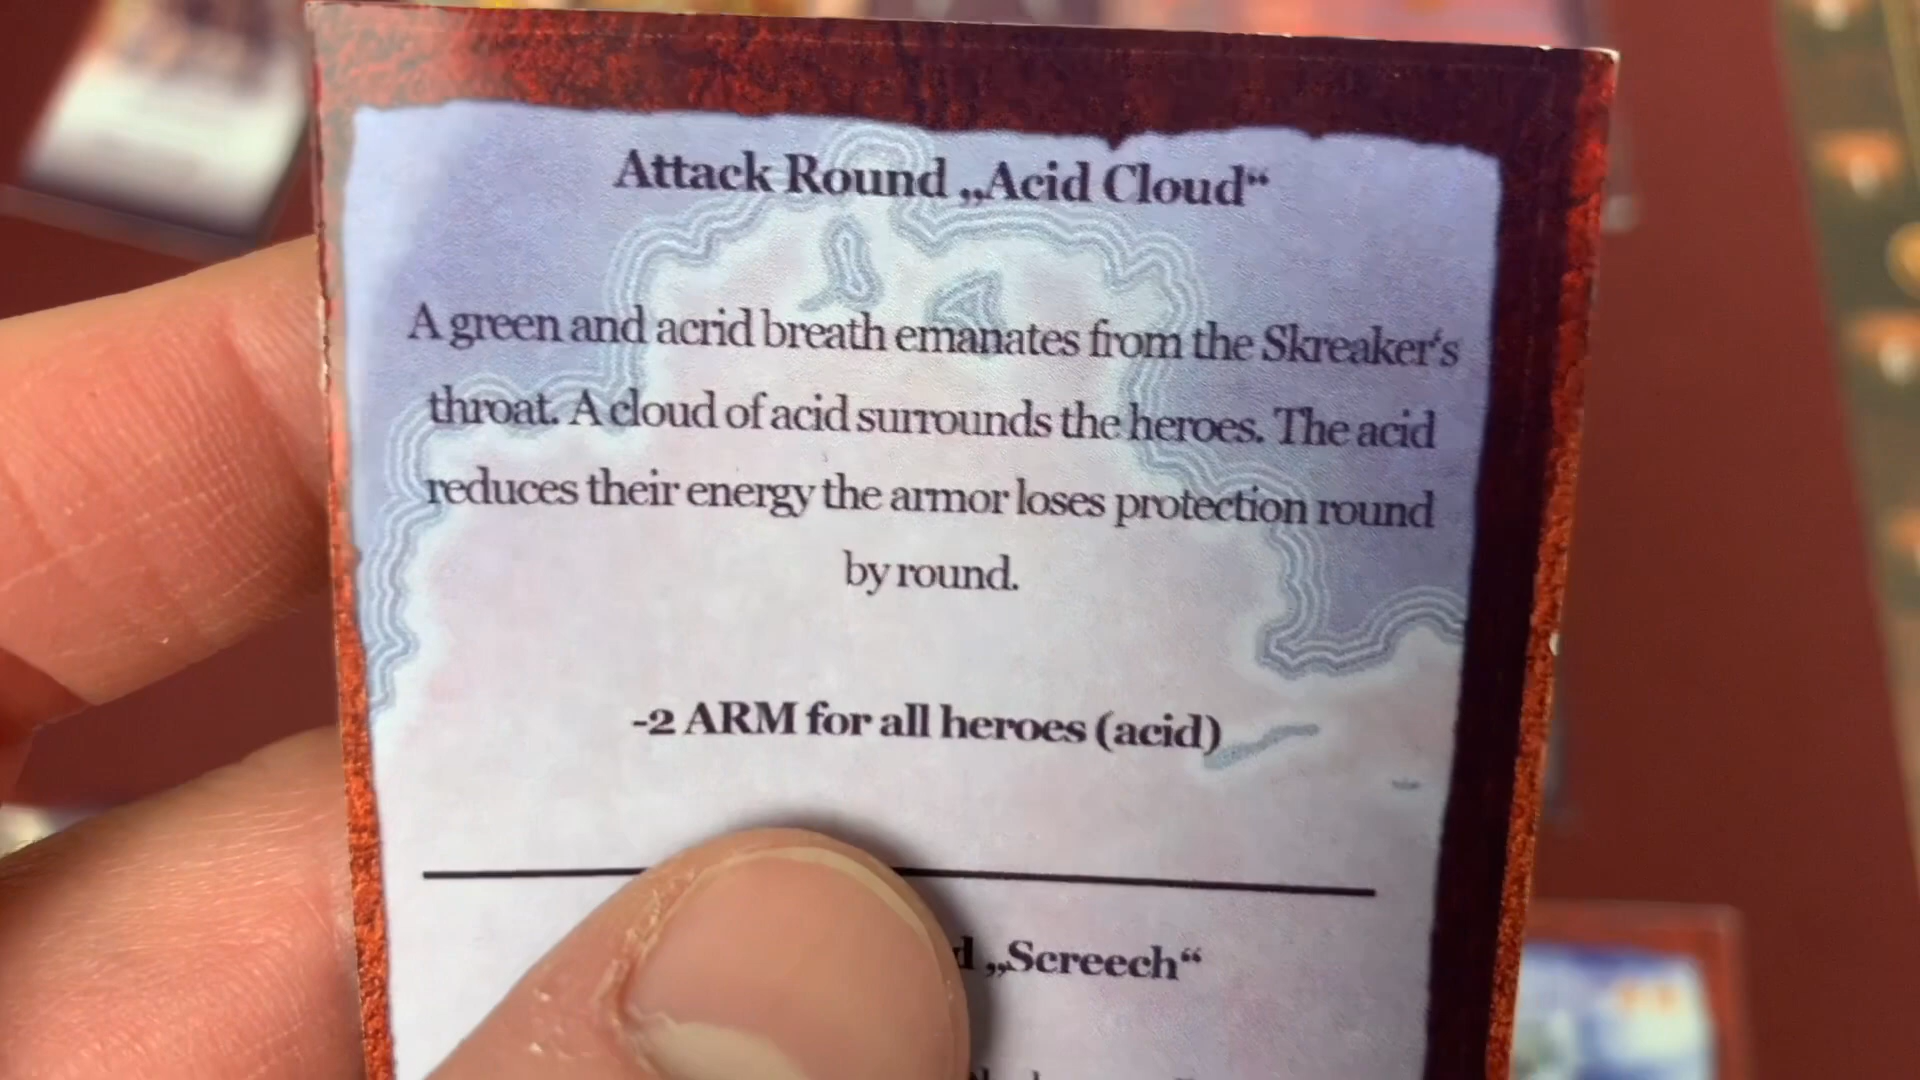 Attack Round „Acid Cloud“
A green and acrid breath emanates from the Skreaker‘s
throat. A cloud of acid surrounds the heroes. The acid
reduces their energy the armor loses protection round
by round.
-2 ARM for all heroes (acid)
„Screech“